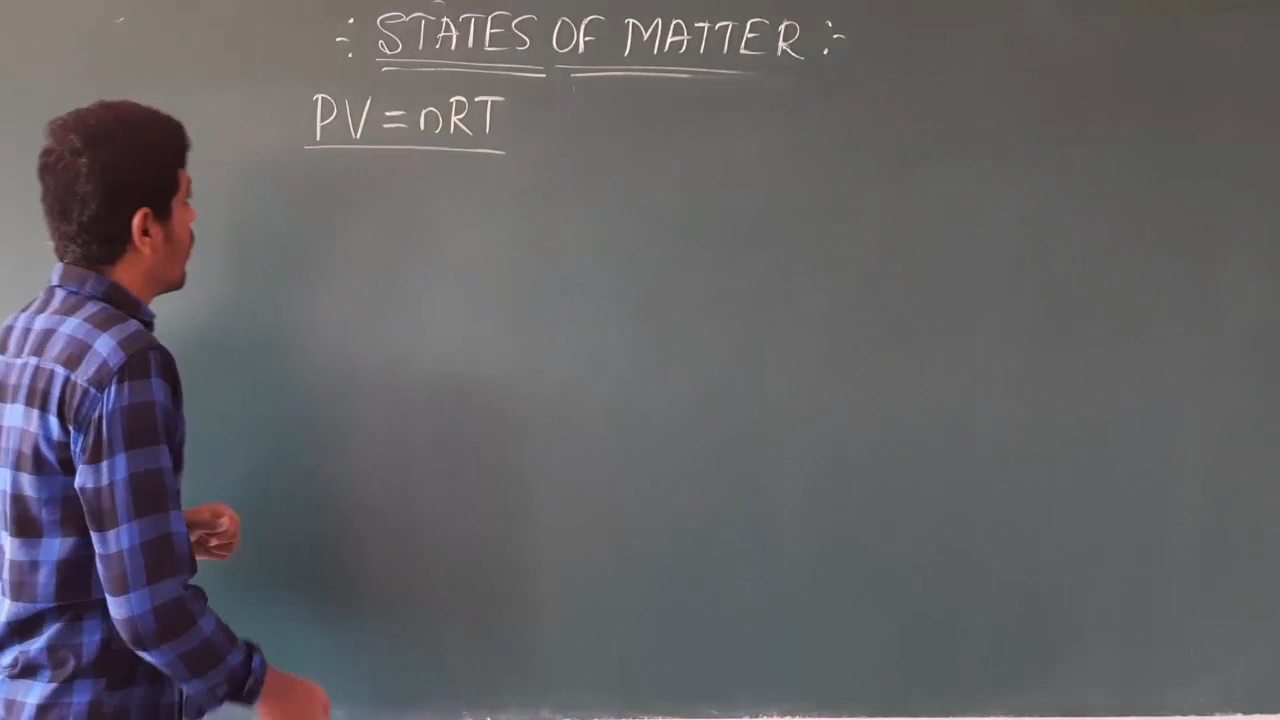 :- STATES OF MATTER :-
PV = nRT